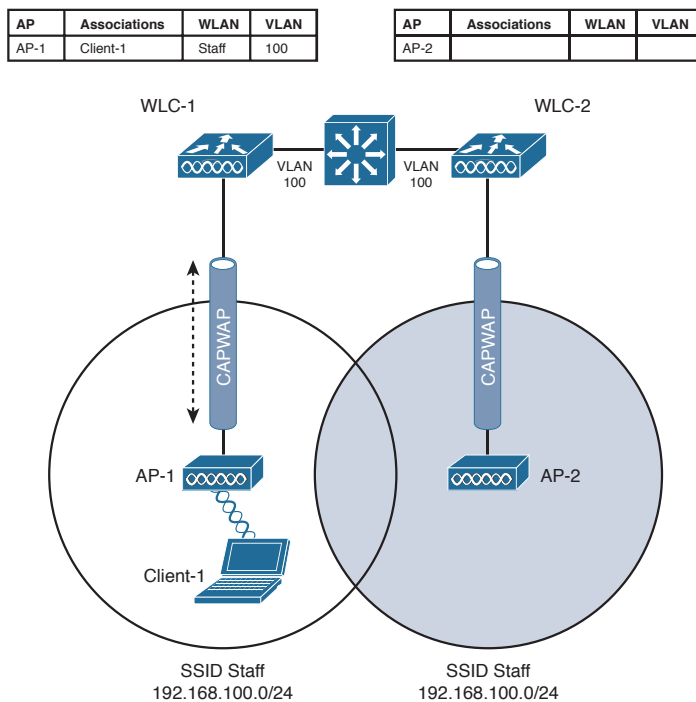 AP Associations WLAN VLAN
AP-1 Client-1 Staff 100
AP Associations WLAN VLAN
AP-2
WLC-1
WLC-2
VLAN
100
VLAN
100
CAPWAP
CAPWAP
AP-1
AP-2
Client-1
SSID Staff
192.168.100.0/24
SSID Staff
192.168.100.0/24